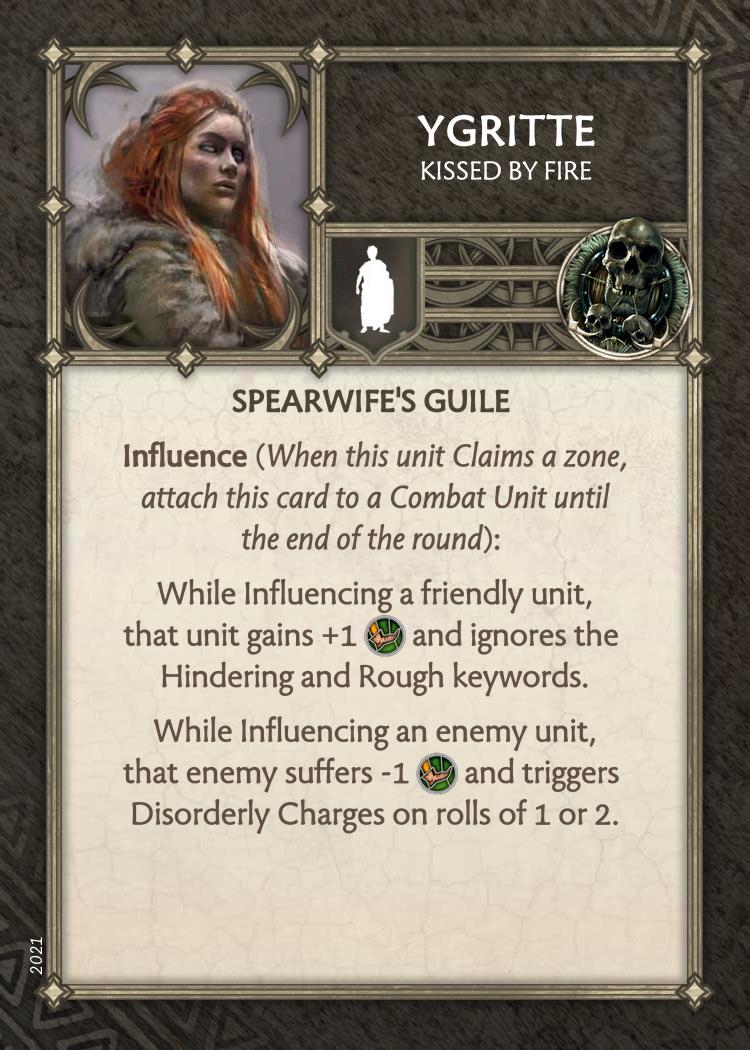 YGRITTE
KISSED BY FIRE
SPEARWIFE'S GUILE
Influence (When this unit Claims a zone,
attach this card to a Combat Unit until
the end of the round):
While Influencing a friendly unit,
that unit gains +1 and ignores the
Hindering and Rough keywords.
While Influencing an enemy unit,
that enemy suffers -1 and triggers
Disorderly Charges on rolls of 1 or 2.
2021